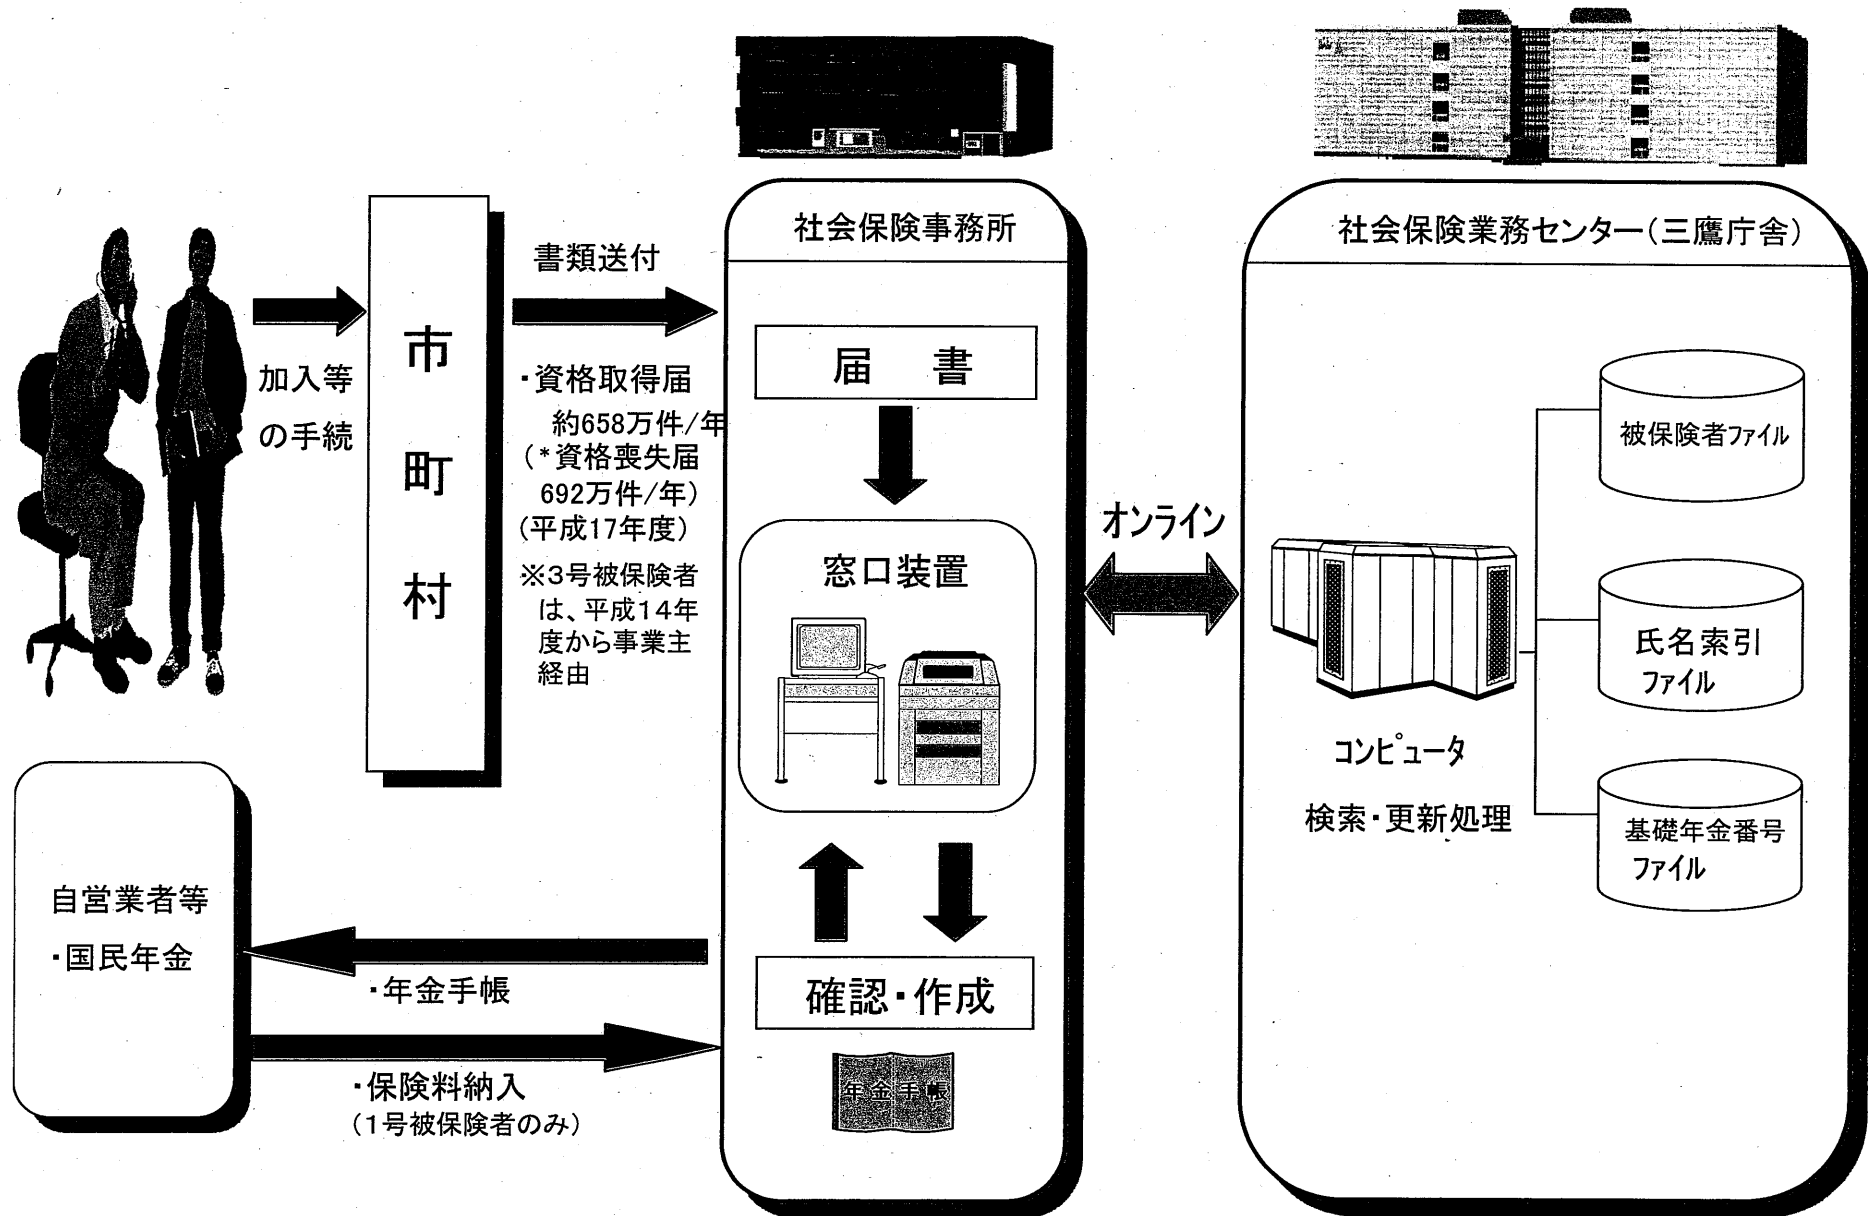 社会保険事務所
社会保険業務センター(三鷹庁舎)
加入等
の手続
市
町
村
書類送付
・資格取得届
約658万件/年
(*資格喪失届
692万件/年)
(平成17年度)
※3号被保険者
は、平成14年
度から事業主
経由
届 書
窓口装置
確認・作成
年金手帳
オンライン
コンピュータ
検索・更新処理
被保険者ファイル
氏名索引
ファイル
基礎年金番号
ファイル
自営業者等
・国民年金
・年金手帳
・保険料納入
(1号被保険者のみ)